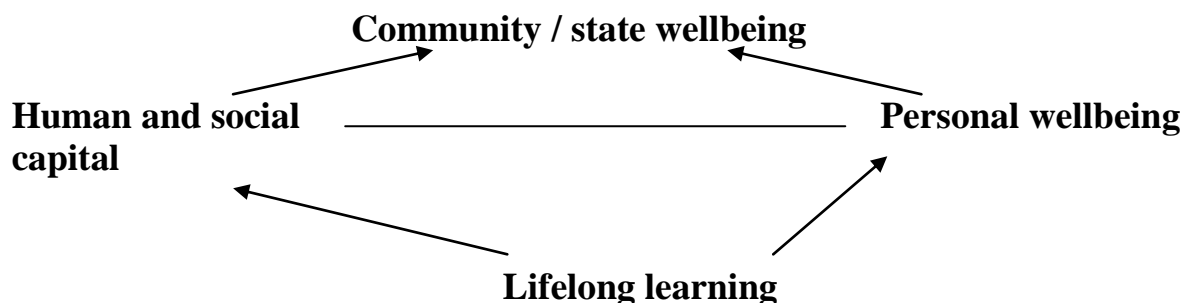 Community / state wellbeing
Human and social
capital
Personal wellbeing
Lifelong learning